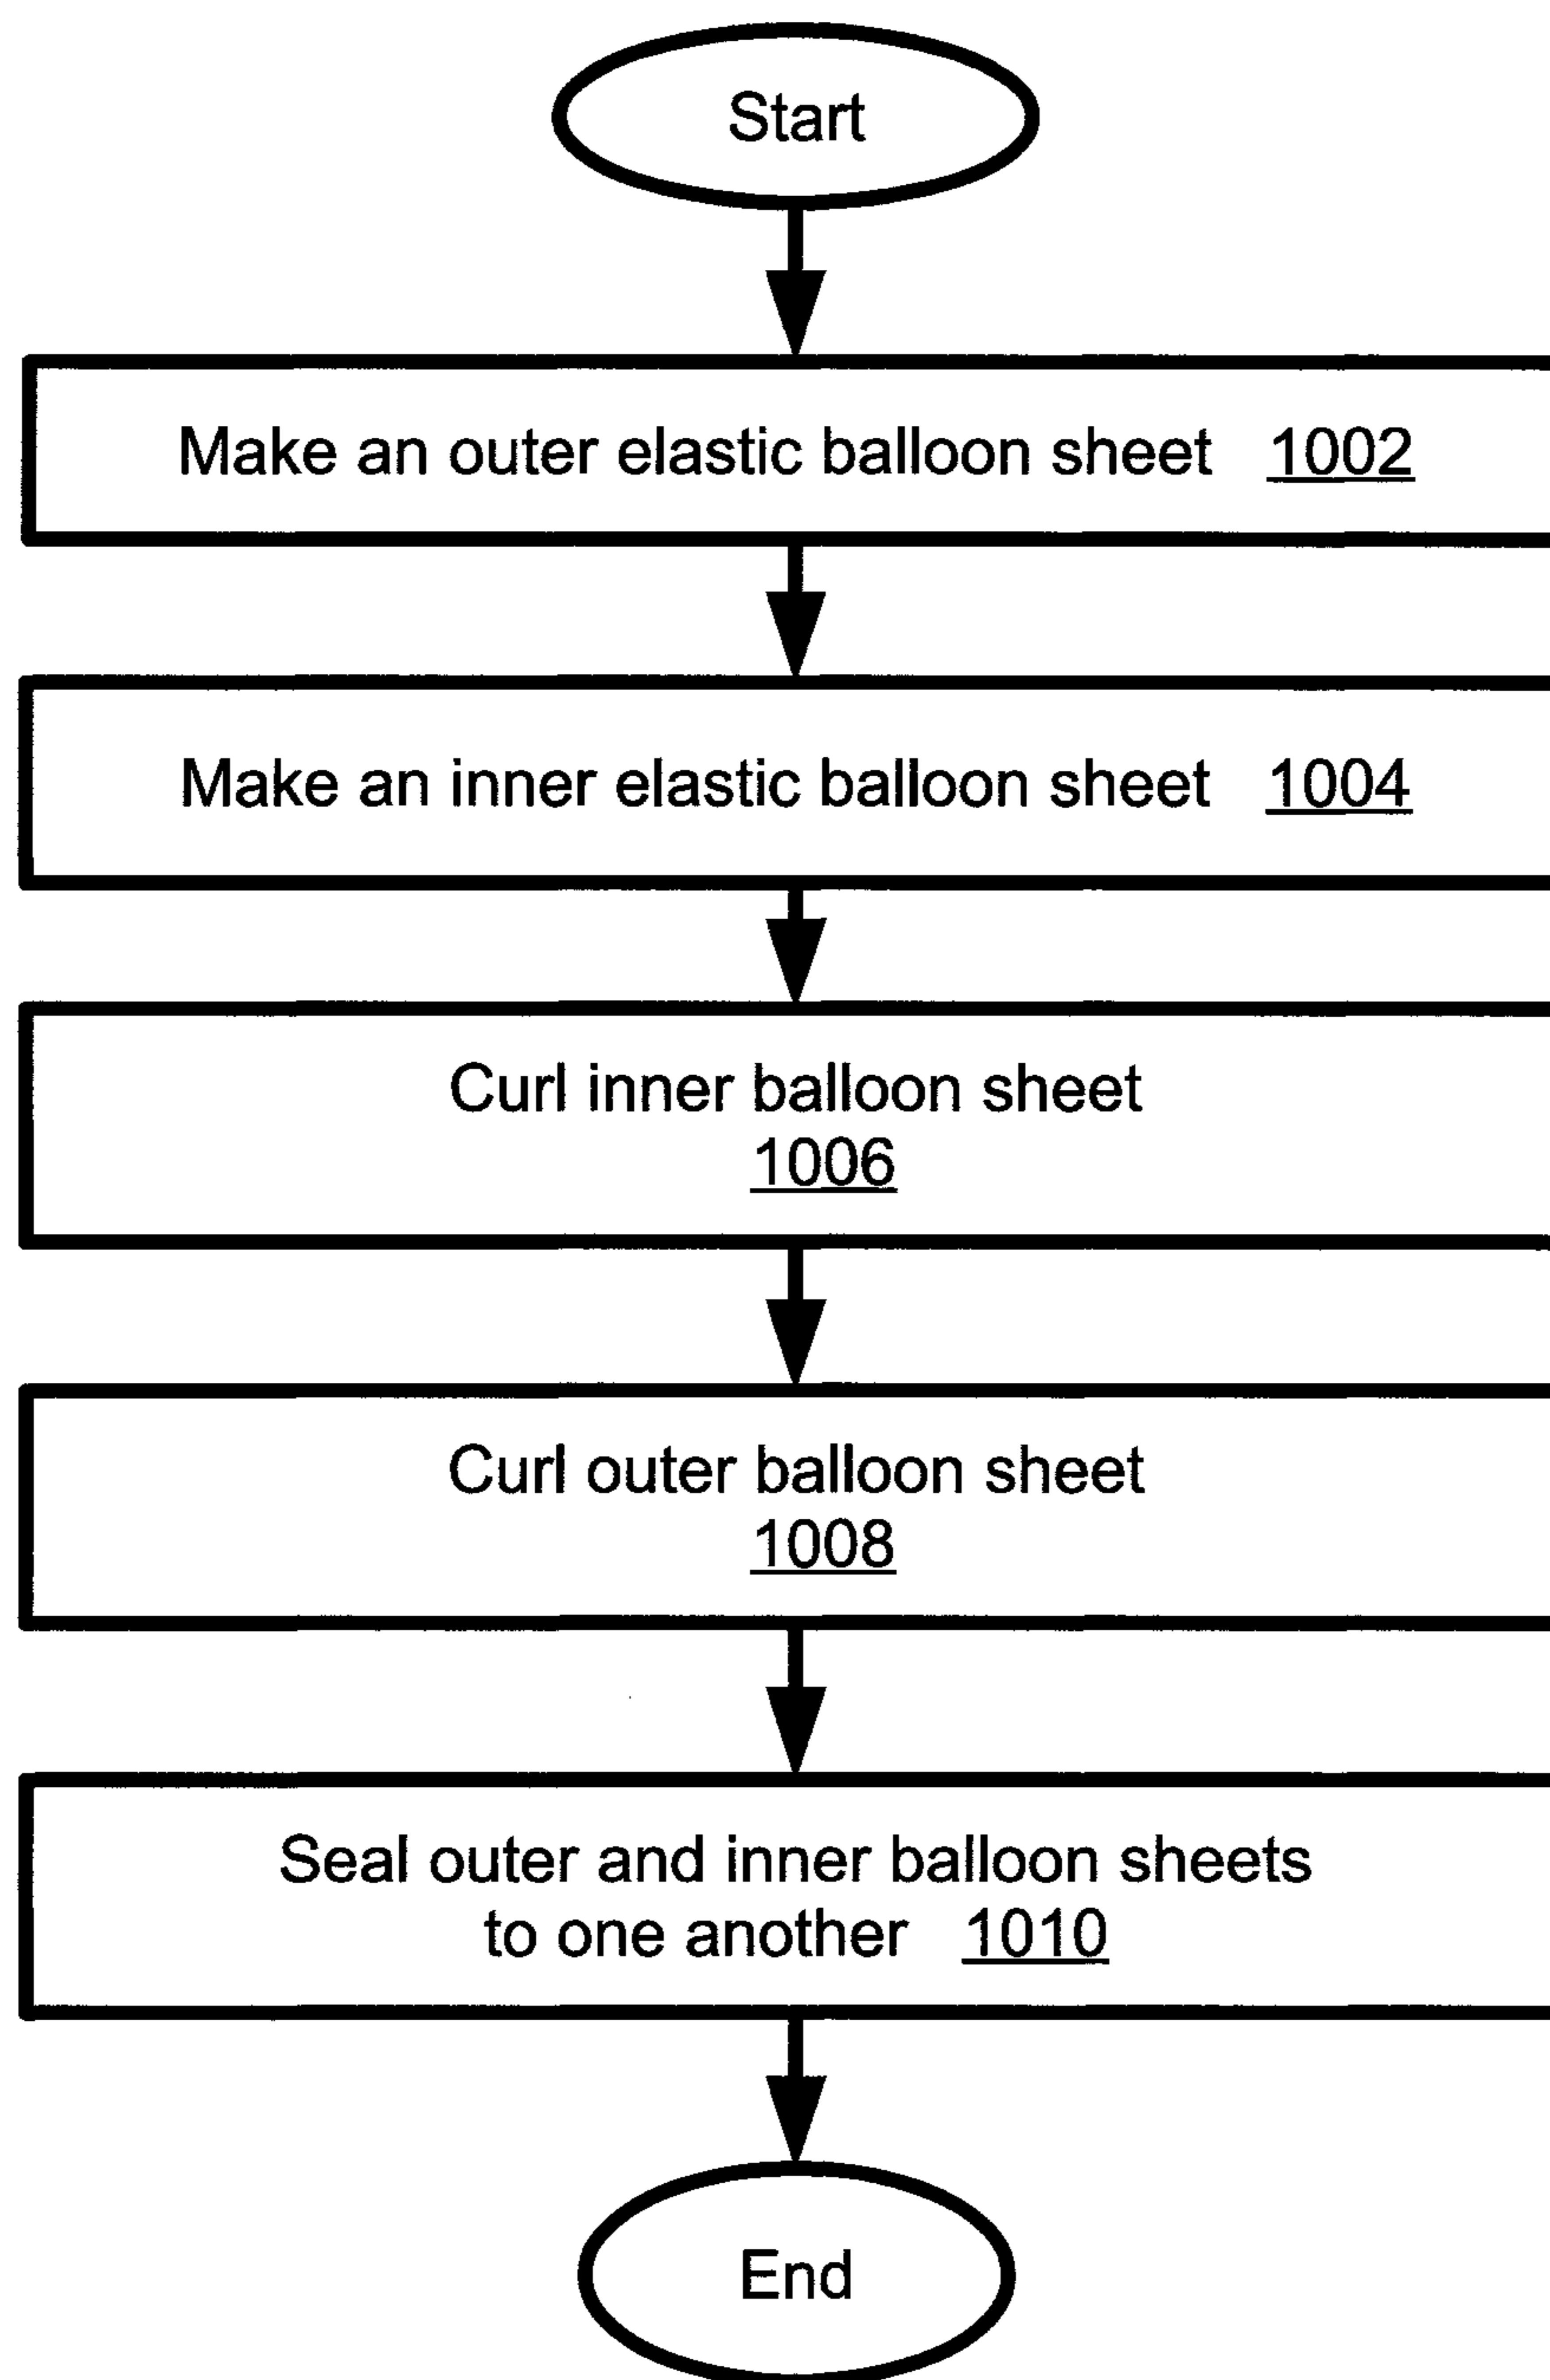 Start
Make an outer elastic balloon sheet 1002
Make an inner elastic balloon sheet 1004
Curl inner balloon sheet
1006
Curl outer balloon sheet
1008
Seal outer and inner balloon sheets
to one another 1010
End